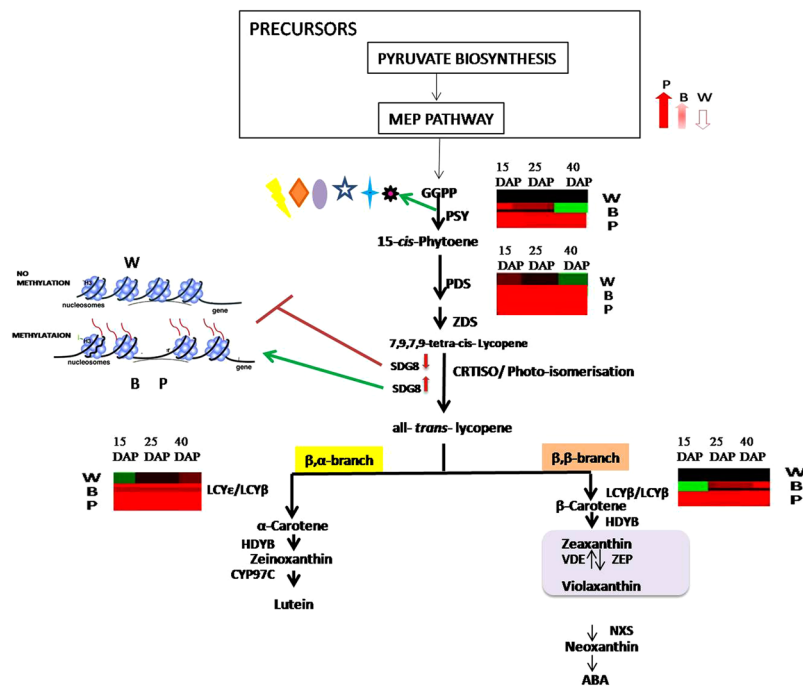 PRECURSORS
PYRUVATE BIOSYNTHESIS
MEP PATHWAY
P B W
15 25 40
DAP DAP DAP
W
B
P
GGPP
PSY
15-cis-Phytoene
15 25 40
DAP DAP DAP
W
B
P
PDS
ZDS
NO
METHYLATION
W
H3
nucleosomes
gene
METHYLATAION
H3
nucleosomes
gene
B P
7,9,7,9-tetra-cis- Lycopene
SDG8
SDG8
CRTISO/ Photo-isomerisation
all- trans- lycopene
β,α-branch
β,β-branch
15 25 40
DAP DAP DAP
W
B
P
LCYε/LCYβ
15 25 40
DAP DAP DAP
W
B
P
LCYβ/LCYβ
α-Carotene
HDYB
Zeinoxanthin
CYP97C
Lutein
β-Carotene
HDYB
Zeaxanthin
VDE ZEP
Violaxanthin
NXS
Neoxanthin
ABA